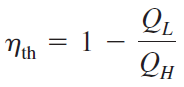 η_th = 1 − Q_L / Q_H